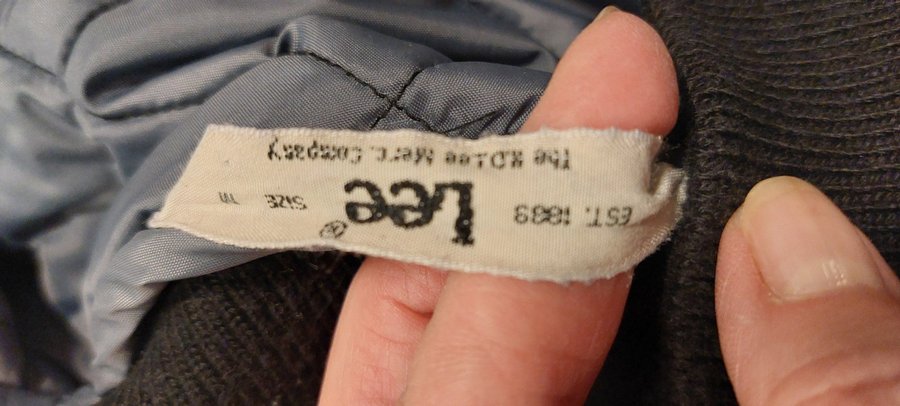 EST. 1889 Lee® SIZE M
The H.D. Lee Merc. Company